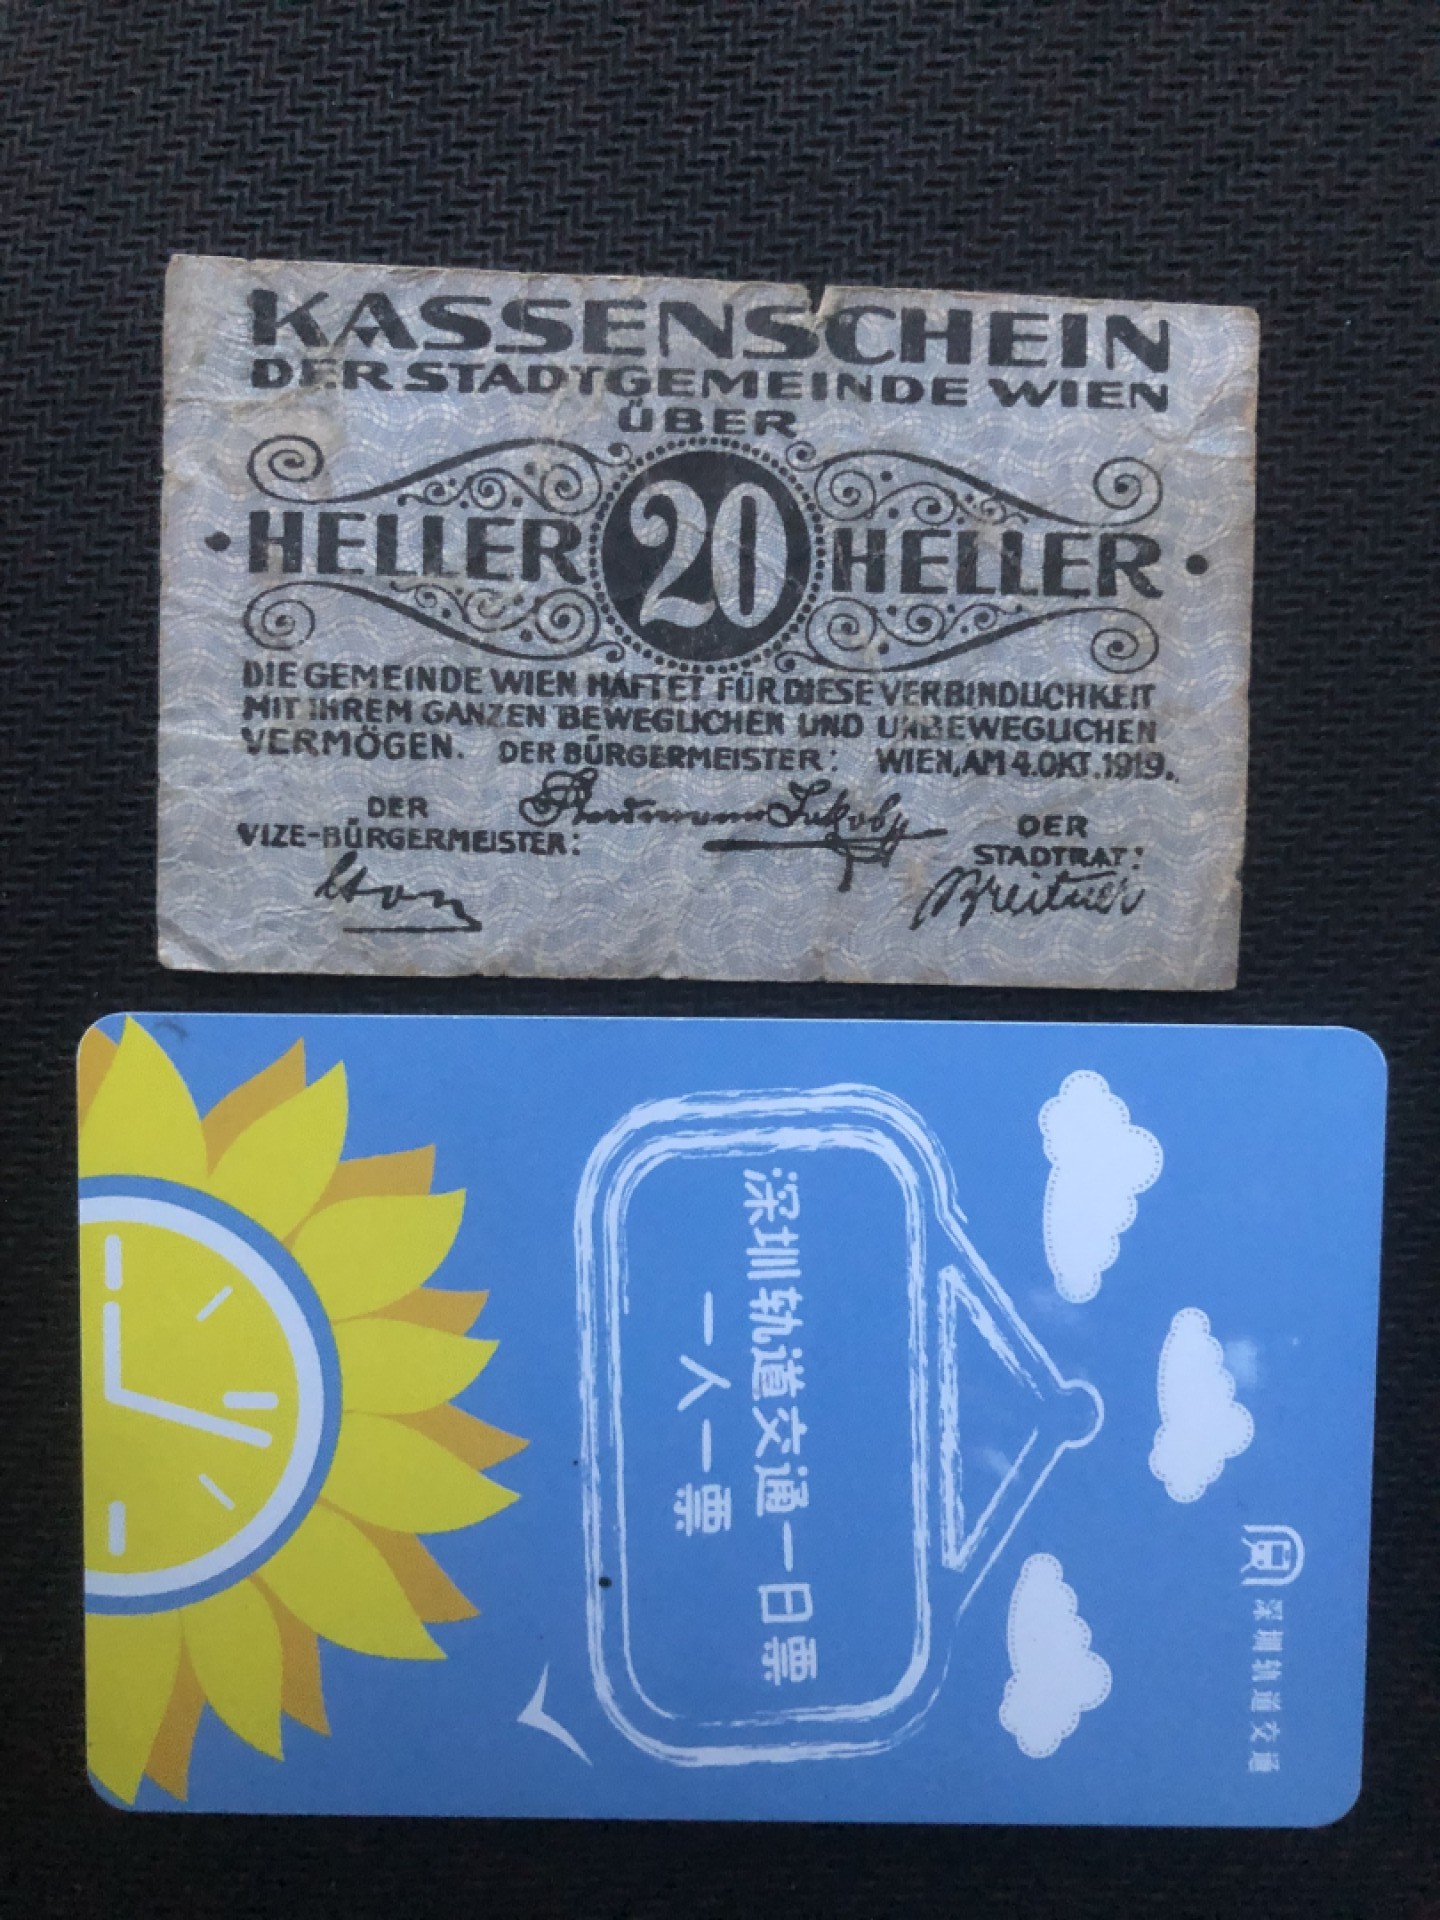 KASSENSCHEIN
DER STADTGEMEINDE WIEN
ÜBER
HELLER 20 HELLER
DIE GEMEINDE WIEN HAFTET FÜR DIESE VERBINDLICHKEIT
MIT IHREM GANZEN BEWEGLICHEN UND UNBEWEGLICHEN
VERMÖGEN. DER BÜRGERMEISTER: WIEN, AM 4. OKT. 1919.
DER
VIZE-BÜRGERMEISTER:
DER
STADTRAT:
Breitner
深圳轨道交通
深圳轨道交通一日票
一人一票